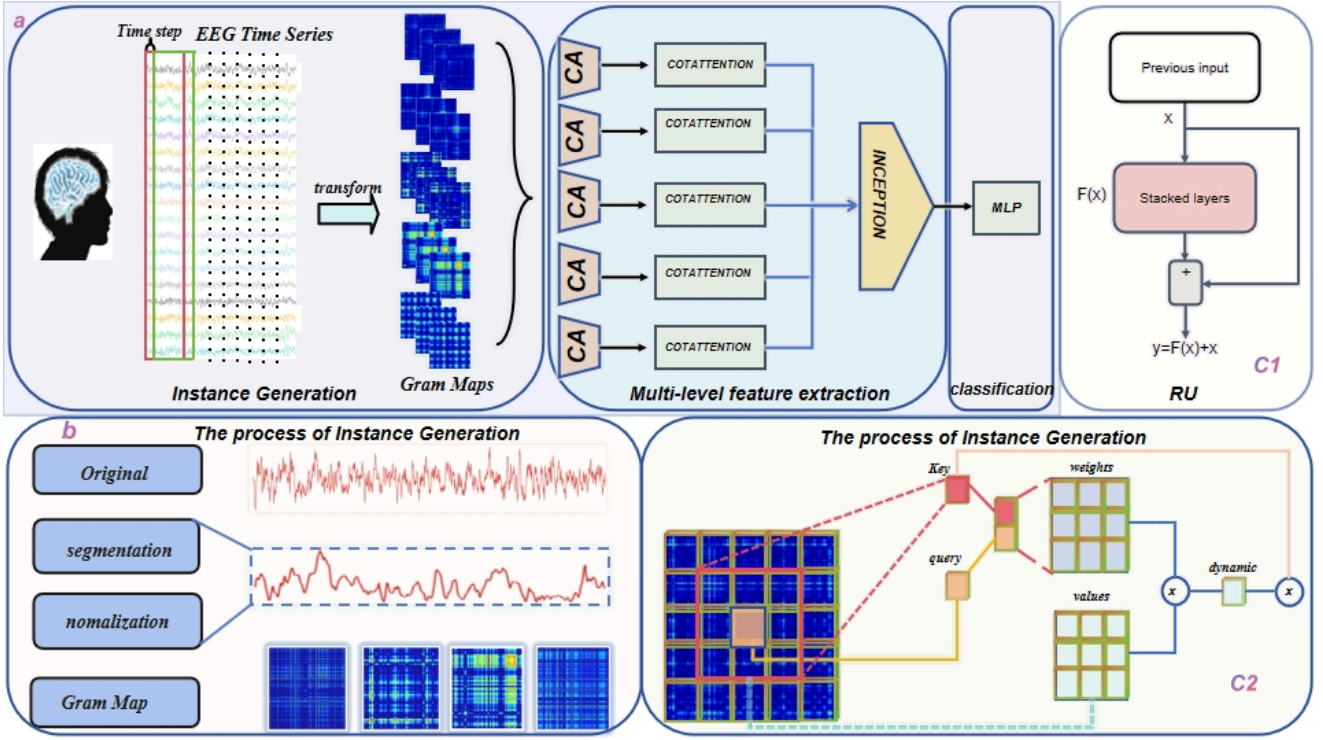 a
Time step
EEG Time Series
transform
Gram Maps
Instance Generation
CA
COTATTENTION
CA
COTATTENTION
CA
COTATTENTION
CA
COTATTENTION
CA
COTATTENTION
INCEPTION
Multi-level feature extraction
MLP
classification
Previous input
X
F(x)
Stacked layers
+
y=F(x)+x
C1
RU
b
The process of Instance Generation
Original
segmentation
nomalization
Gram Map
The process of Instance Generation
Key
weights
query
dynamic
x
x
values
C2